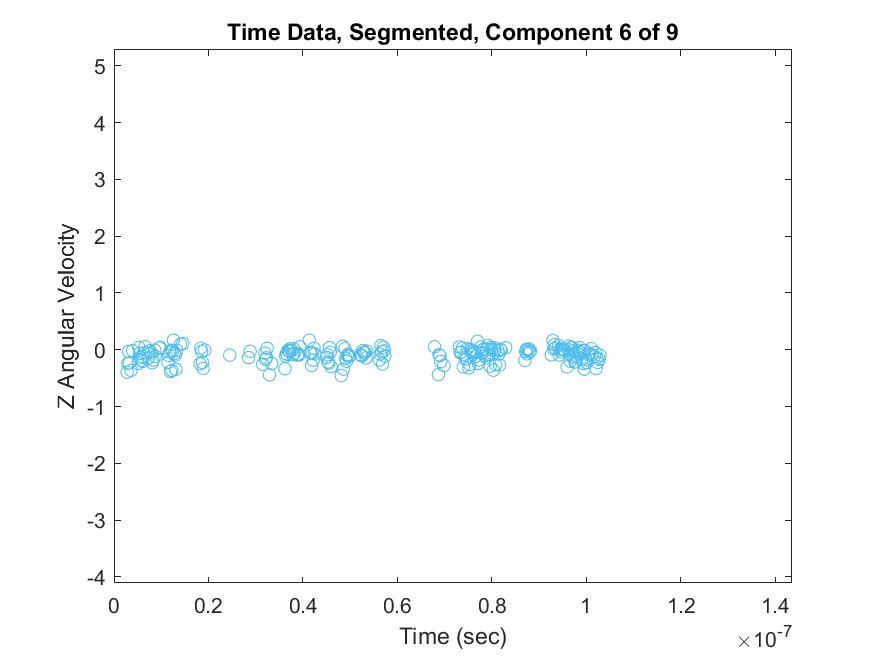 Time Data, Segmented, Component 6 of 9
5
4
3
2
1
0
-1
-2
-3
-4
Z Angular Velocity
0 0.2 0.4 0.6 0.8 1 1.2 1.4
Time (sec)
×10-7